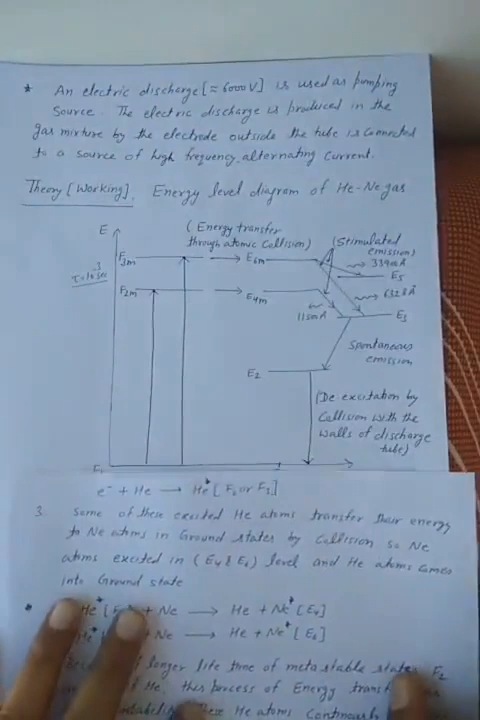 * An electric discharge [≈ 6000V] is used as pumping
source. The electric discharge is produced in the
gas mixture by the electrode outside the tube is connected
to a source of high frequency alternating current.
Theory [Working]. Energy level diagram of He-Ne gas
E
(Energy transfer
through atomic Collision)
(Stimulated
emission)
F3m
E6m
3390Å
E5
F2m
E4m
6328Å
1150Å
E3
Spontaneous
emission
E2
(De excitation by
Collision with the
walls of discharge
tube)
F1
e⁻ + He → He* [F2 or F3]
3. Some of these excited He atoms transfer their energy
to Ne atoms in Ground states by Collision so Ne
atoms excited in (E4 & E6) level and He atoms comes
into Ground state
+ Ne → He + Ne* [E4]
+ Ne → He + Ne* [E6]
longer life time of meta stable states F2
of He, this process of Energy
He atoms Continously